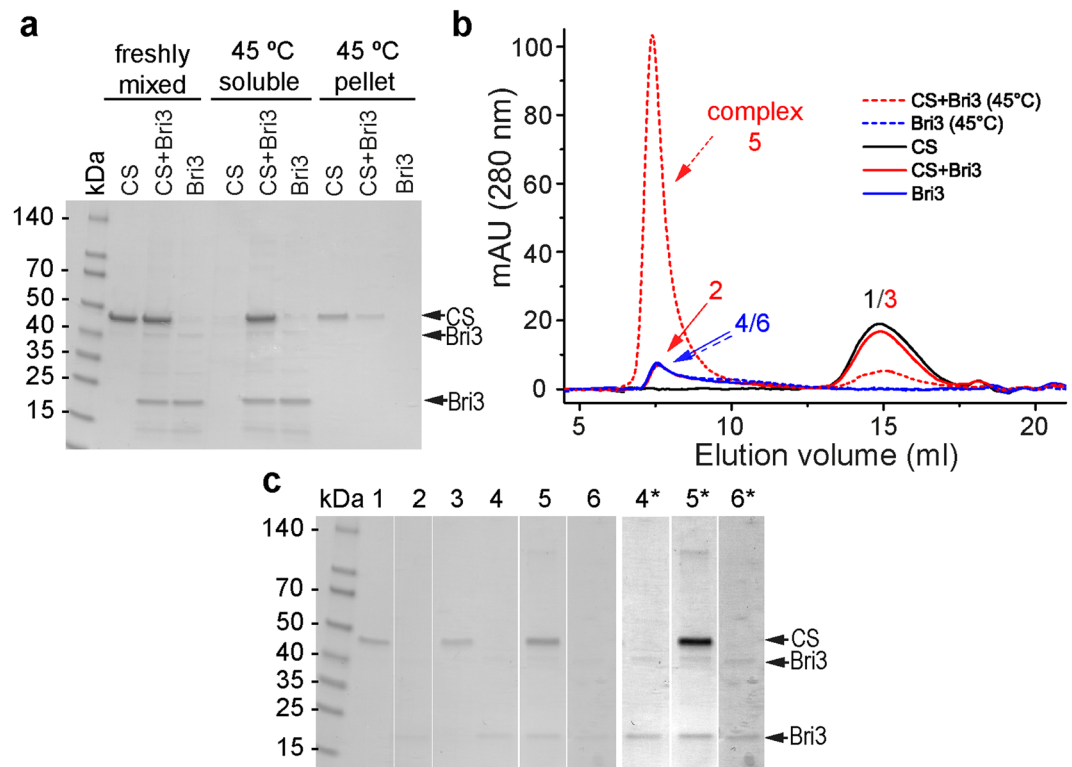 a
freshly mixed
45 ºC soluble
45 ºC pellet
kDa
CS
CS+Bri3
Bri3
CS
CS+Bri3
Bri3
CS
CS+Bri3
Bri3
140
70
50
40
35
25
15
CS
Bri3
Bri3
b
mAU (280 nm)
100
80
60
40
20
0
5
10
15
20
Elution volume (ml)
complex
5
2
4/6
1/3
CS+Bri3 (45°C)
Bri3 (45°C)
CS
CS+Bri3
Bri3
c
kDa 1 2 3 4 5 6 4* 5* 6*
140
70
50
40
35
25
15
CS
Bri3
Bri3